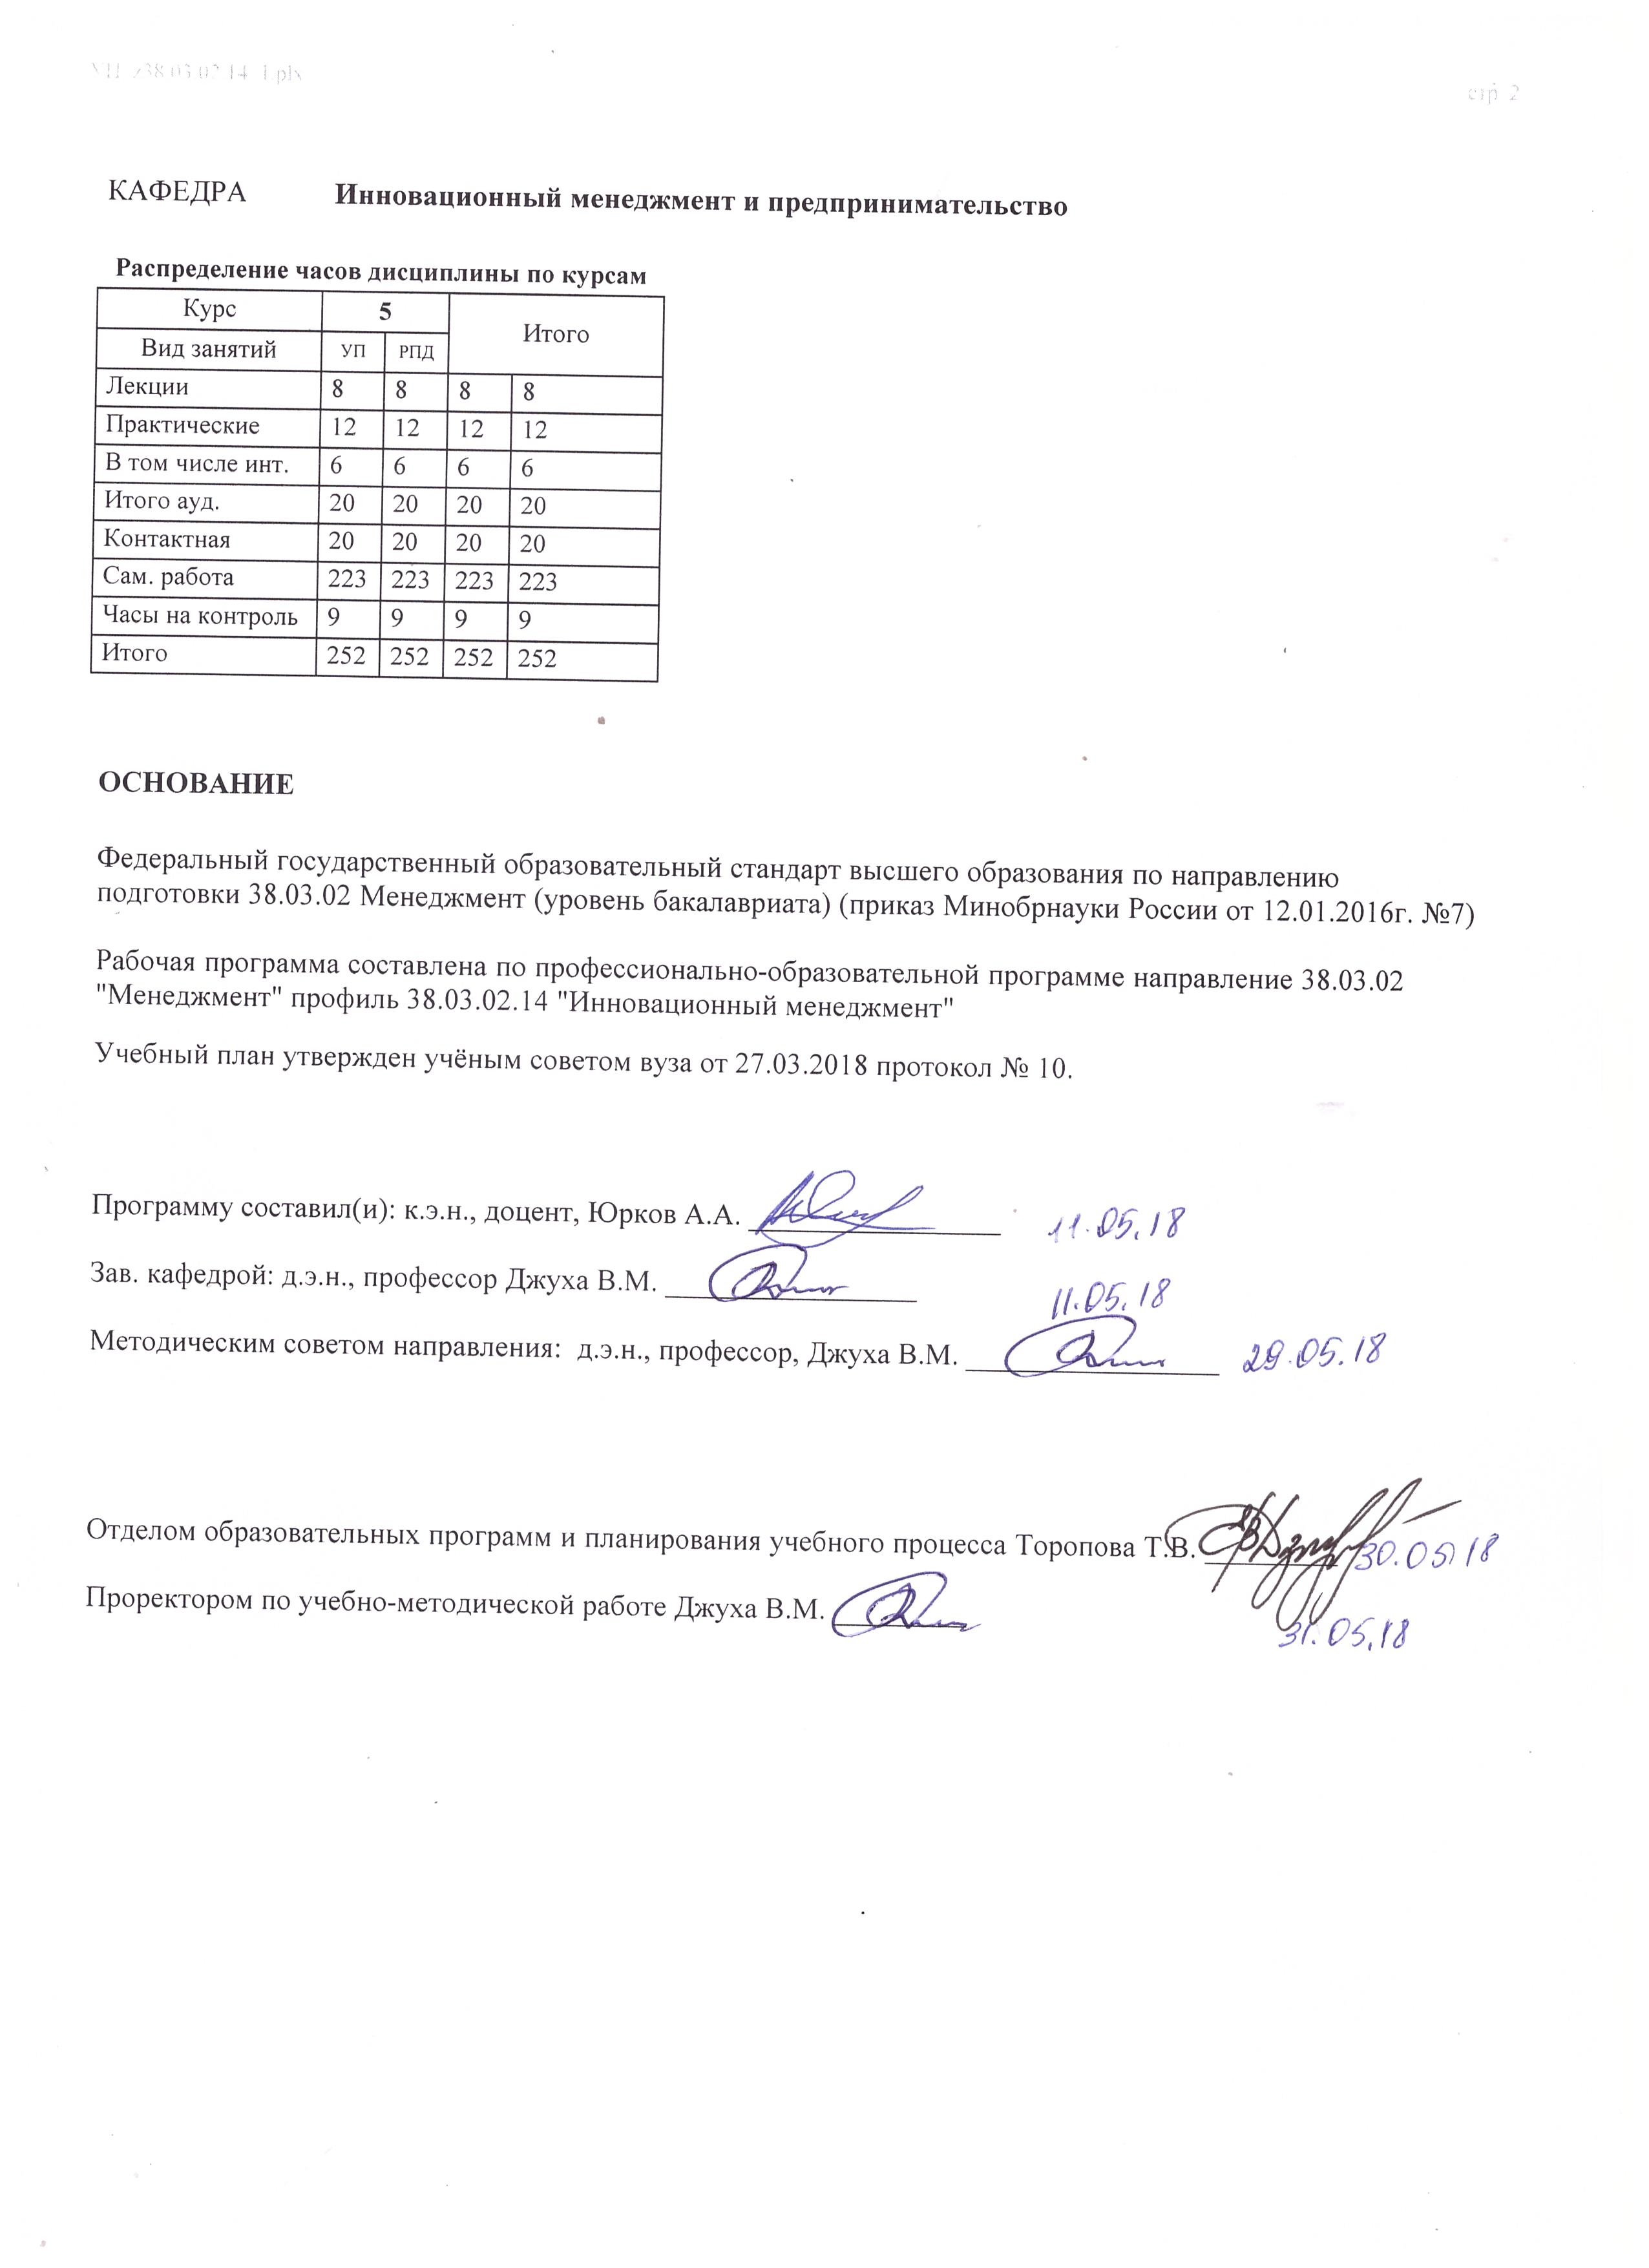 стр. 2
КАФЕДРА Инновационный менеджмент и предпринимательство
Распределение часов дисциплины по курсам
Курс 5 Итого
Вид занятий УП РПД
Лекции 8 8 8 8
Практические 12 12 12 12
В том числе инт. 6 6 6 6
Итого ауд. 20 20 20 20
Контактная 20 20 20 20
Сам. работа 223 223 223 223
Часы на контроль 9 9 9 9
Итого 252 252 252 252
ОСНОВАНИЕ
Федеральный государственный образовательный стандарт высшего образования по направлению
подготовки 38.03.02 Менеджмент (уровень бакалавриата) (приказ Минобрнауки России от 12.01.2016г. №7)
Рабочая программа составлена по профессионально-образовательной программе направление 38.03.02
"Менеджмент" профиль 38.03.02.14 "Инновационный менеджмент"
Учебный план утвержден учёным советом вуза от 27.03.2018 протокол № 10.
Программу составил(и): к.э.н., доцент, Юрков А.А. 11.05.18
Зав. кафедрой: д.э.н., профессор Джуха В.М. 11.05.18
Методическим советом направления: д.э.н., профессор, Джуха В.М. 29.05.18
Отделом образовательных программ и планирования учебного процесса Торопова Т.В. 30.05.18
Проректором по учебно-методической работе Джуха В.М. 31.05.18